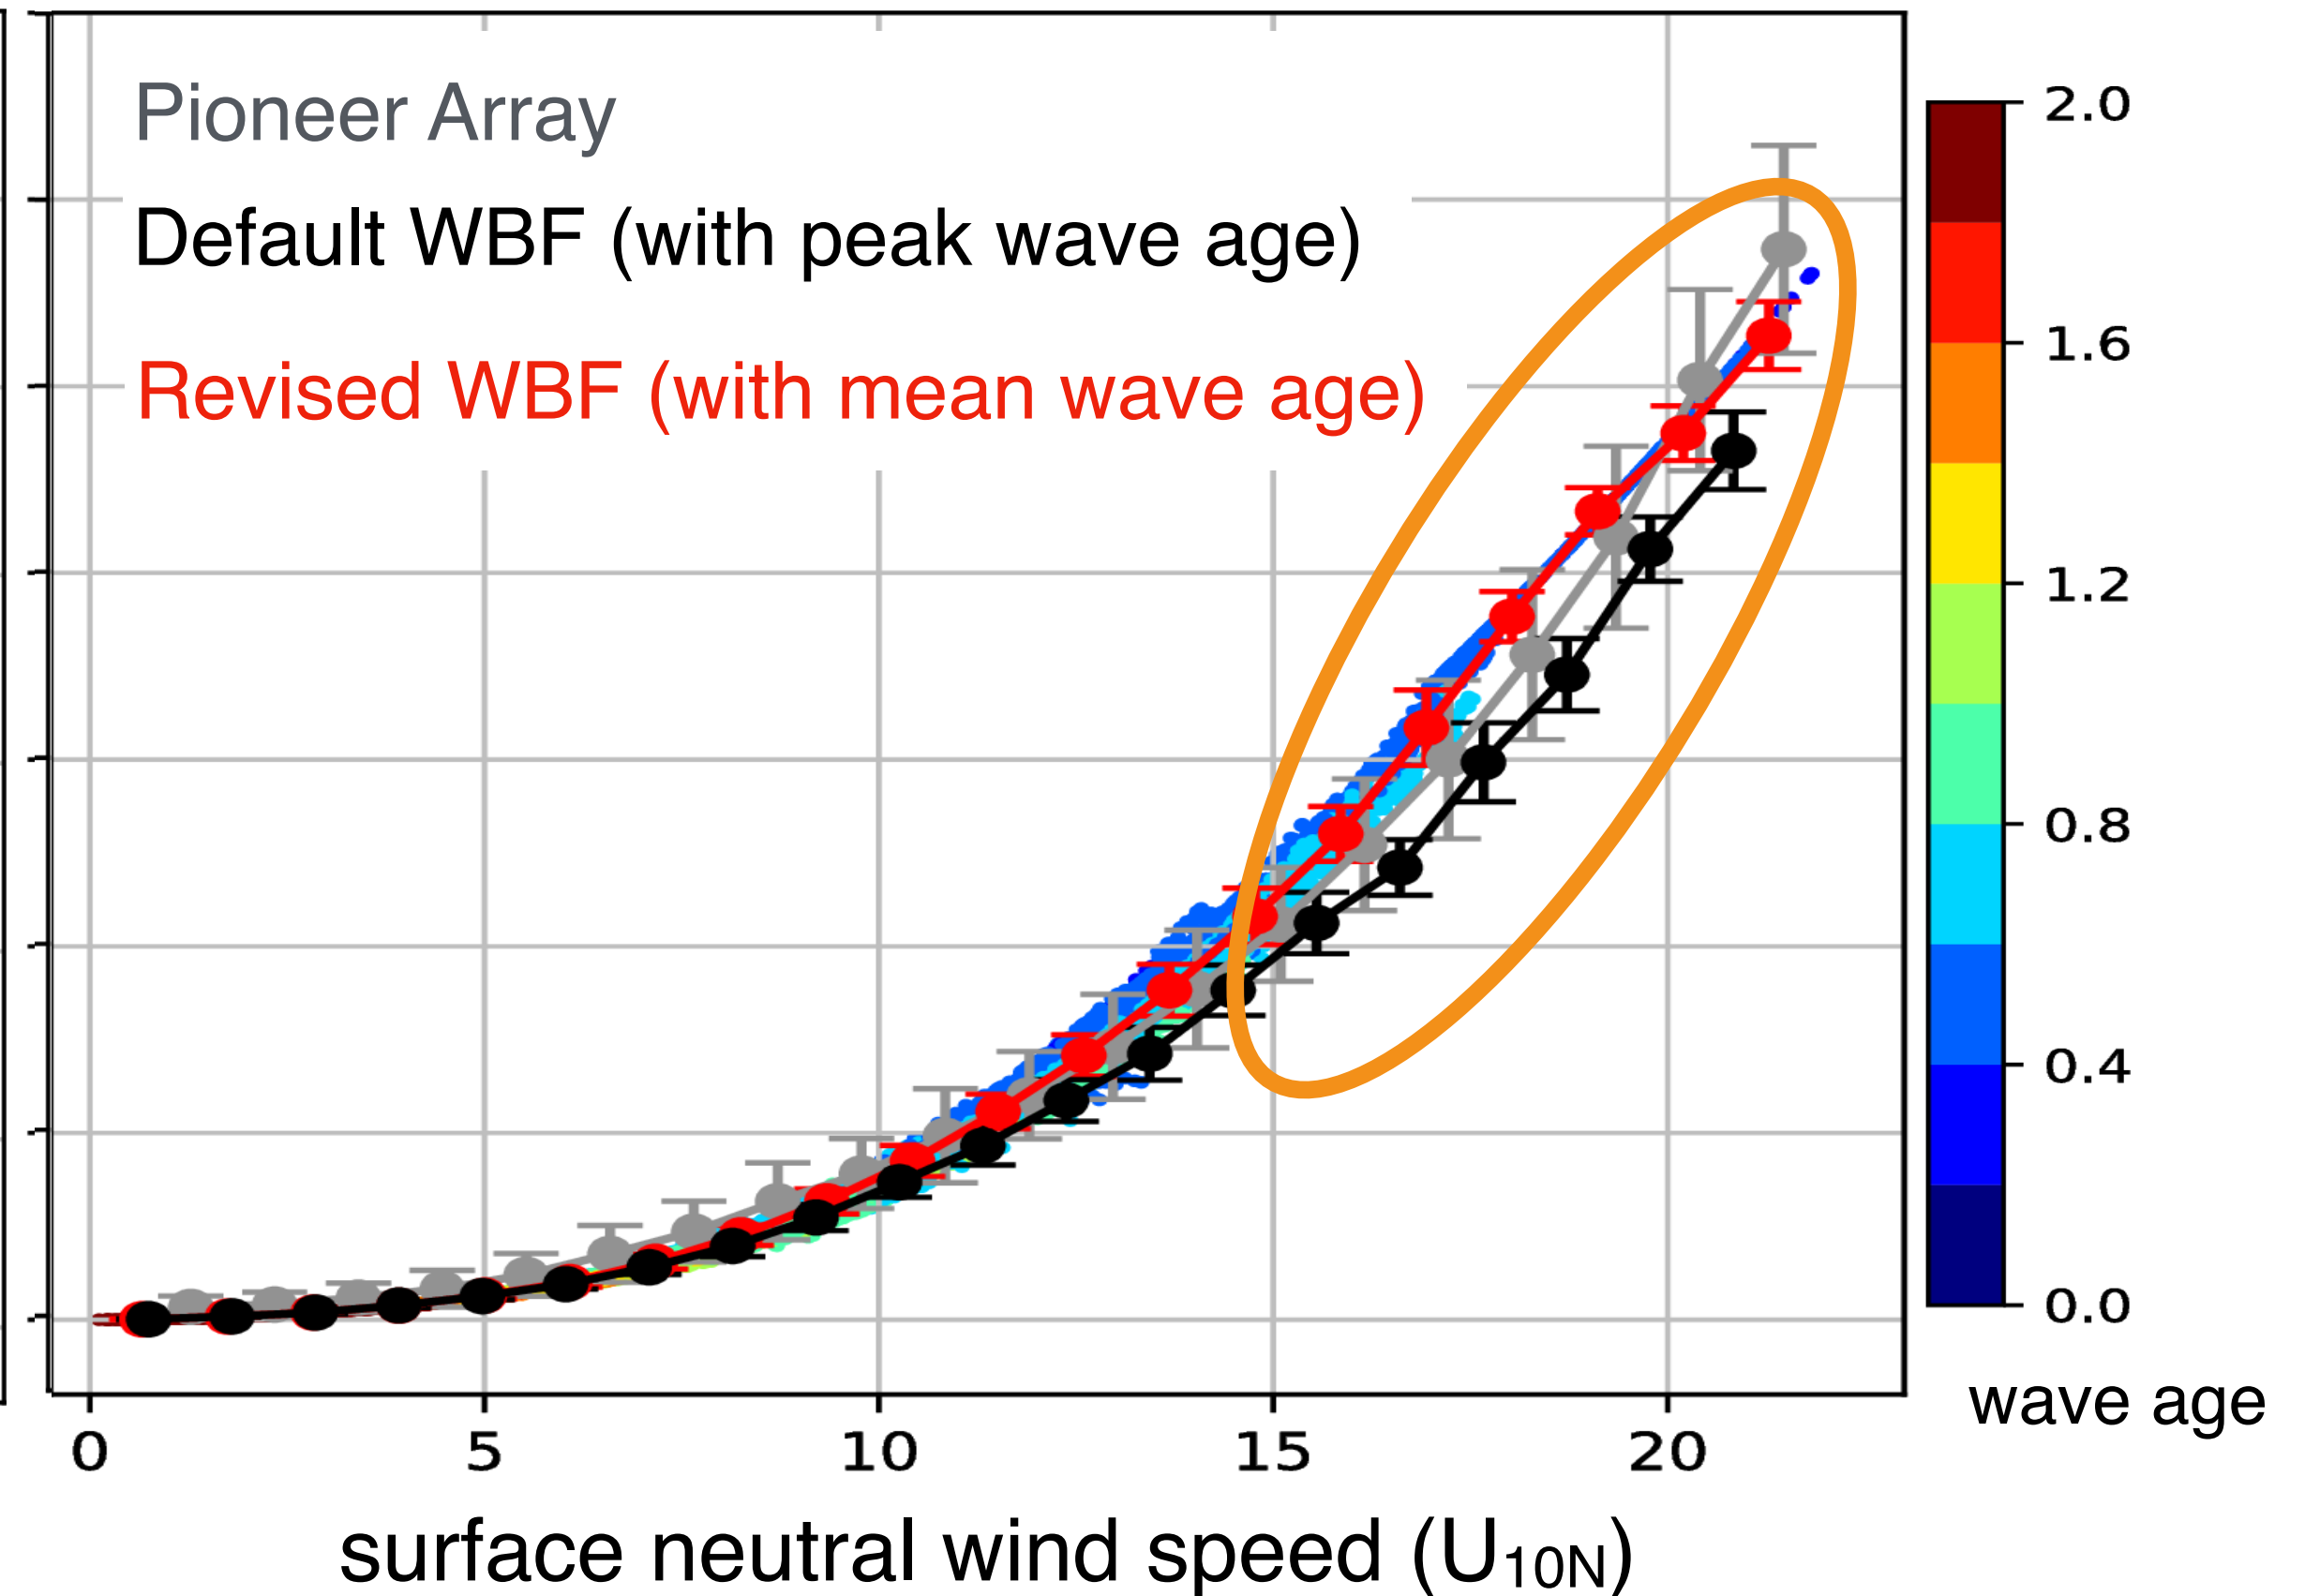 Pioneer Array
Default WBF (with peak wave age)
Revised WBF (with mean wave age)
2.0
1.6
1.2
0.8
0.4
0.0
wave age
0 5 10 15 20
surface neutral wind speed (U10N)